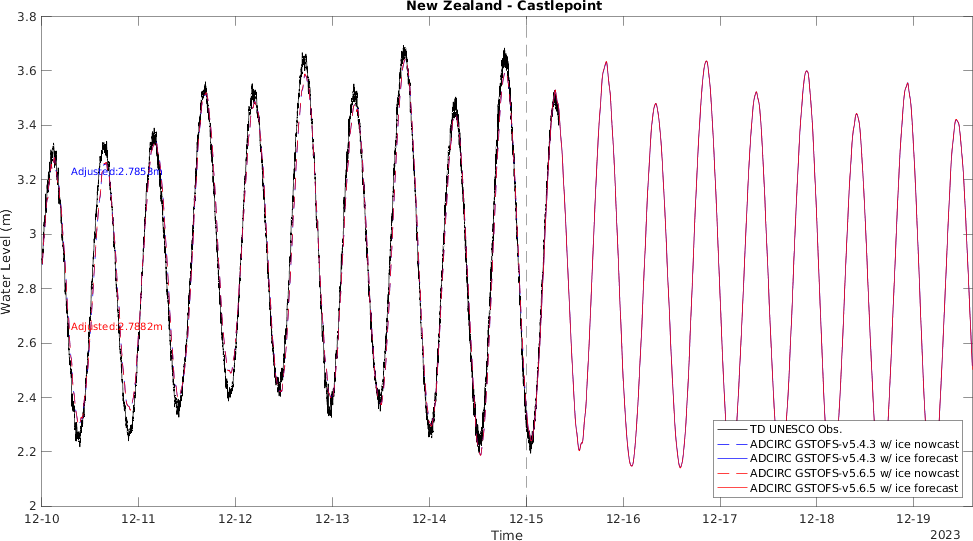 New Zealand - Castlepoint
Water Level (m)
3.8
3.6
3.4
3.2
3
2.8
2.6
2.4
2.2
2
Adjusted:2.7853m
Adjusted:2.7882m
TD UNESCO Obs.
ADCIRC GSTOFS-v5.4.3 w/ ice nowcast
ADCIRC GSTOFS-v5.4.3 w/ ice forecast
ADCIRC GSTOFS-v5.6.5 w/ ice nowcast
ADCIRC GSTOFS-v5.6.5 w/ ice forecast
12-10 12-11 12-12 12-13 12-14 12-15 12-16 12-17 12-18 12-19
Time
2023